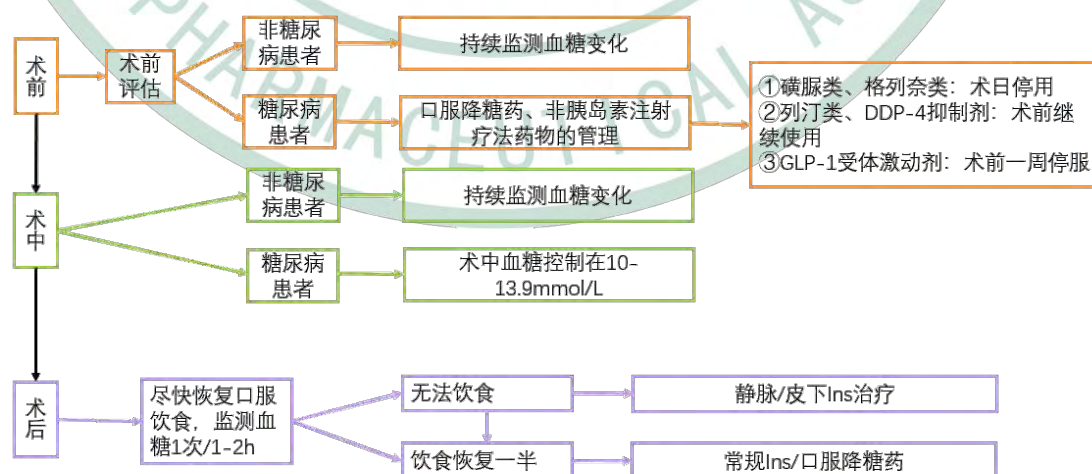 术
前
术前
评估
非糖尿
病患者
持续监测血糖变化
糖尿病
患者
口服降糖药、非胰岛素注射
疗法药物的管理
①磺脲类、格列奈类：术日停用
②列汀类、DDP-4抑制剂：术前继
续使用
③GLP-1受体激动剂：术前一周停服
术
中
非糖尿
病患者
持续监测血糖变化
糖尿病
患者
术中血糖控制在10-
13.9mmol/L
术
后
尽快恢复口服
饮食，监测血
糖1次/1-2h
无法饮食
静脉/皮下Ins治疗
饮食恢复一半
常规Ins/口服降糖药
PHARMACEUTICAL